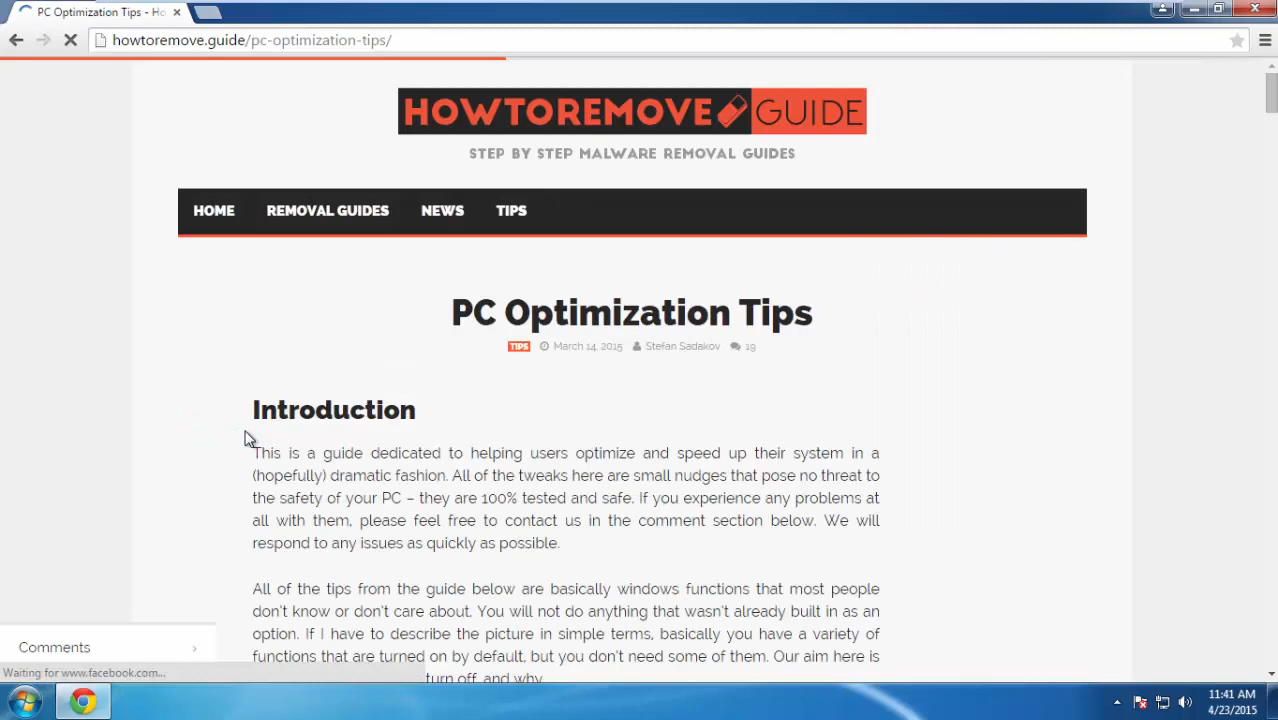 PC Optimization Tips - Ho
howtoremove.guide/pc-optimization-tips/
HOWTOREMOVE GUIDE
STEP BY STEP MALWARE REMOVAL GUIDES
HOME REMOVAL GUIDES NEWS TIPS
PC Optimization Tips
TIPS March 14, 2015 Stefan Sadakov 19
Introduction
This is a guide dedicated to helping users optimize and speed up their system in a
(hopefully) dramatic fashion. All of the tweaks here are small nudges that pose no threat to
the safety of your PC – they are 100% tested and safe. If you experience any problems at
all with them, please feel free to contact us in the comment section below. We will
respond to any issues as quickly as possible.
All of the tips from the guide below are basically windows functions that most people
don't know or don't care about. You will not do anything that wasn't already built in as an
option. If I have to describe the picture in simple terms, basically you have a variety of
functions that are turned on by default, but you don't need some of them. Our aim here is
turn off, and why.
Comments
Waiting for www.facebook.com...
11:41 AM
4/23/2015